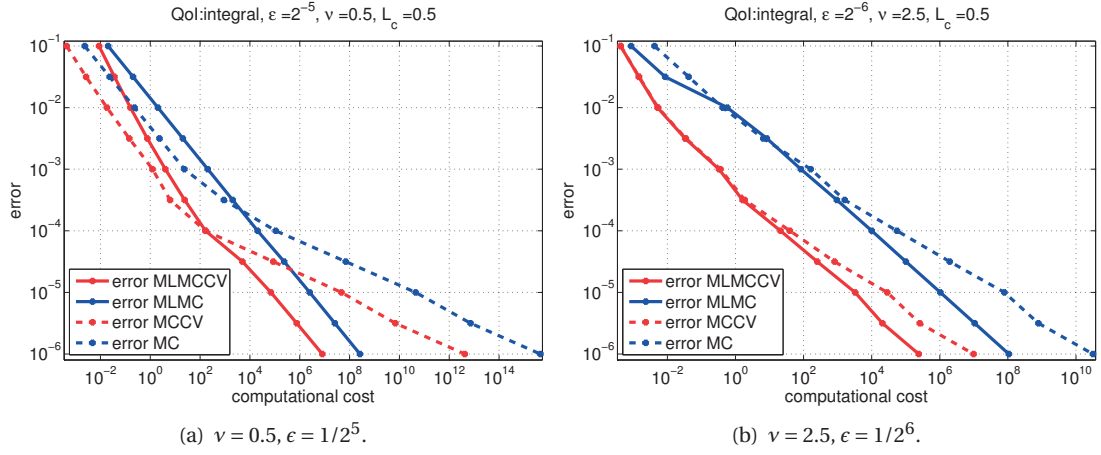 QoI:integral, ε =2^-5, ν =0.5, L_c =0.5
10^-1
10^-2
10^-3
10^-4
10^-5
10^-6
error
error MLMCCV
error MLMC
error MCCV
error MC
10^-2 10^0 10^2 10^4 10^6 10^8 10^10 10^12 10^14
computational cost
(a) ν = 0.5, ϵ = 1/2^5.
QoI:integral, ε =2^-6, ν =2.5, L_c =0.5
10^-1
10^-2
10^-3
10^-4
10^-5
10^-6
error
error MLMCCV
error MLMC
error MCCV
error MC
10^-2 10^0 10^2 10^4 10^6 10^8 10^10
computational cost
(b) ν = 2.5, ϵ = 1/2^6.